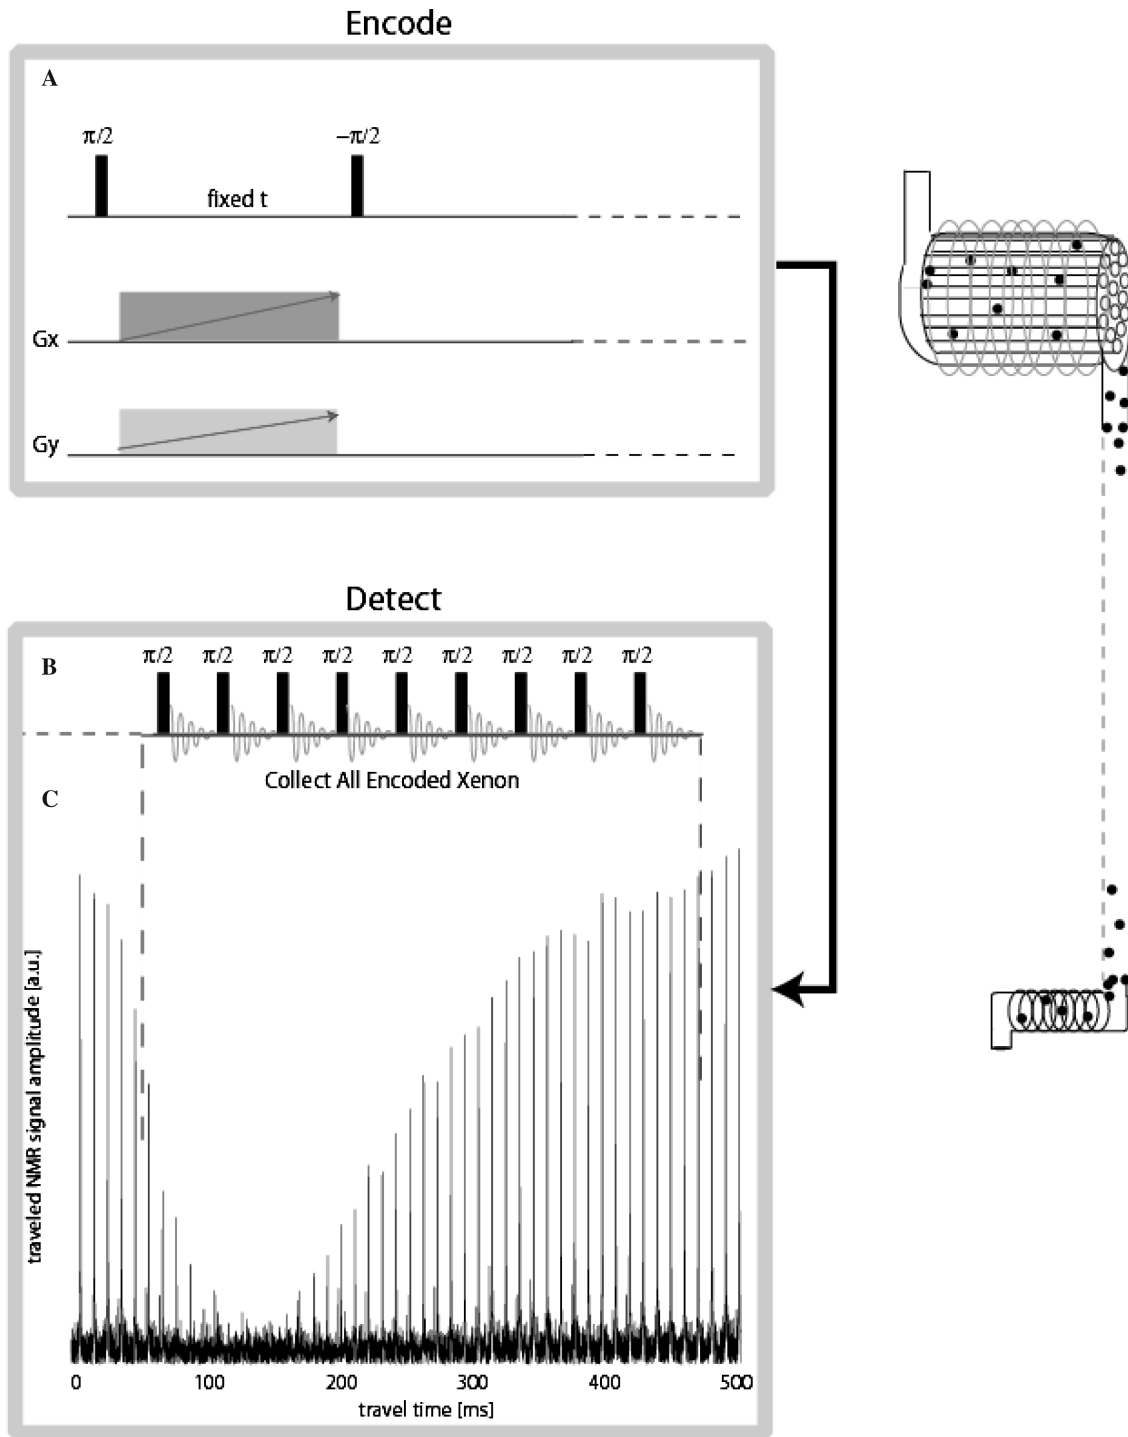 Encode
A
π/2 −π/2
fixed t
Gx
Gy
Detect
B
π/2 π/2 π/2 π/2 π/2 π/2 π/2 π/2 π/2
Collect All Encoded Xenon
C
traveled NMR signal amplitude [a.u.]
0 100 200 300 400 500
travel time [ms]